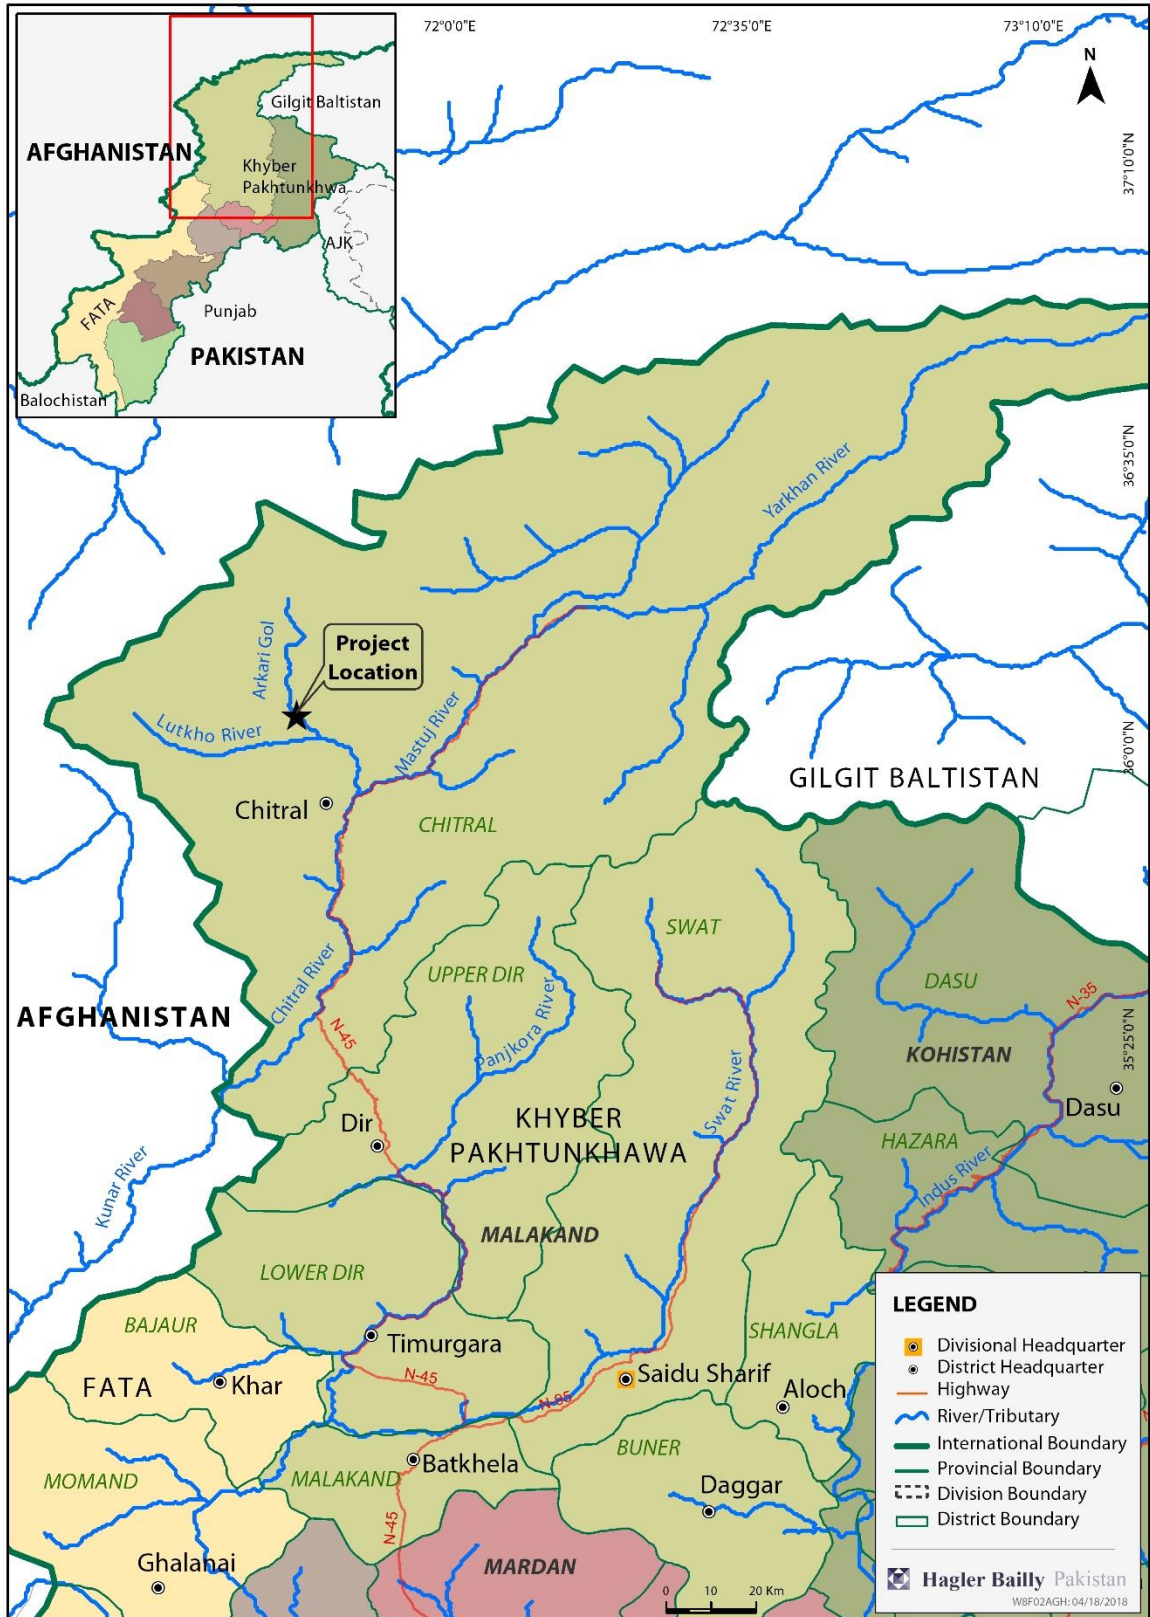 72°0'0"E
72°35'0"E
73°10'0"E
N
37°10'0"N
36°35'0"N
36°0'0"N
35°25'0"N
Gilgit Baltistan
AFGHANISTAN
Khyber
Pakhtunkhwa
AJK
FATA
Punjab
PAKISTAN
Balochistan
Yarkhan River
Arkari Gol
Project
Location
Lutkho River
Mastuj River
GILGIT BALTISTAN
Chitral
CHITRAL
SWAT
UPPER DIR
DASU
Chitral River
AFGHANISTAN
N-45
Panjkora River
N-35
KOHISTAN
Swat River
Dasu
KHYBER
PAKHTUNKHAWA
Dir
HAZARA
Indus River
Kunar River
MALAKAND
LOWER DIR
BAJAUR
SHANGLA
Timurgara
FATA
Khar
N-45
Saidu Sharif
N-95
Aloch
BUNER
MOMAND
MALAKAND
Batkhela
Daggar
N-45
Ghalanai
MARDAN
0 10 20 Km
LEGEND
Divisional Headquarter
District Headquarter
Highway
River/Tributary
International Boundary
Provincial Boundary
Division Boundary
District Boundary
Hagler Bailly Pakistan
W8F02AGH: 04/18/2018